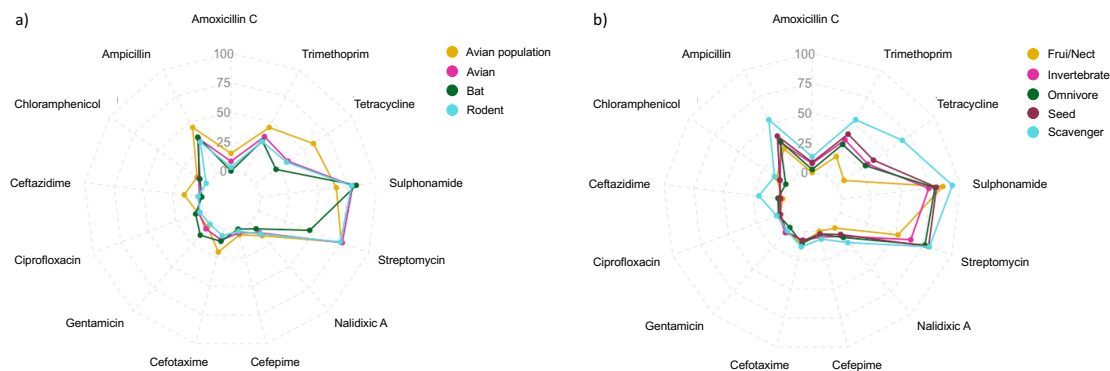 a)
Amoxicillin C
Trimethoprim
Tetracycline
Sulphonamide
Streptomycin
Nalidixic A
Cefepime
Cefotaxime
Gentamicin
Ciprofloxacin
Ceftazidime
Chloramphenicol
Ampicillin
100
75
50
25
0
Avian population
Avian
Bat
Rodent
b)
Amoxicillin C
Trimethoprim
Tetracycline
Sulphonamide
Streptomycin
Nalidixic A
Cefepime
Cefotaxime
Gentamicin
Ciprofloxacin
Ceftazidime
Chloramphenicol
Ampicillin
100
75
50
25
0
Frui/Nect
Invertebrate
Omnivore
Seed
Scavenger